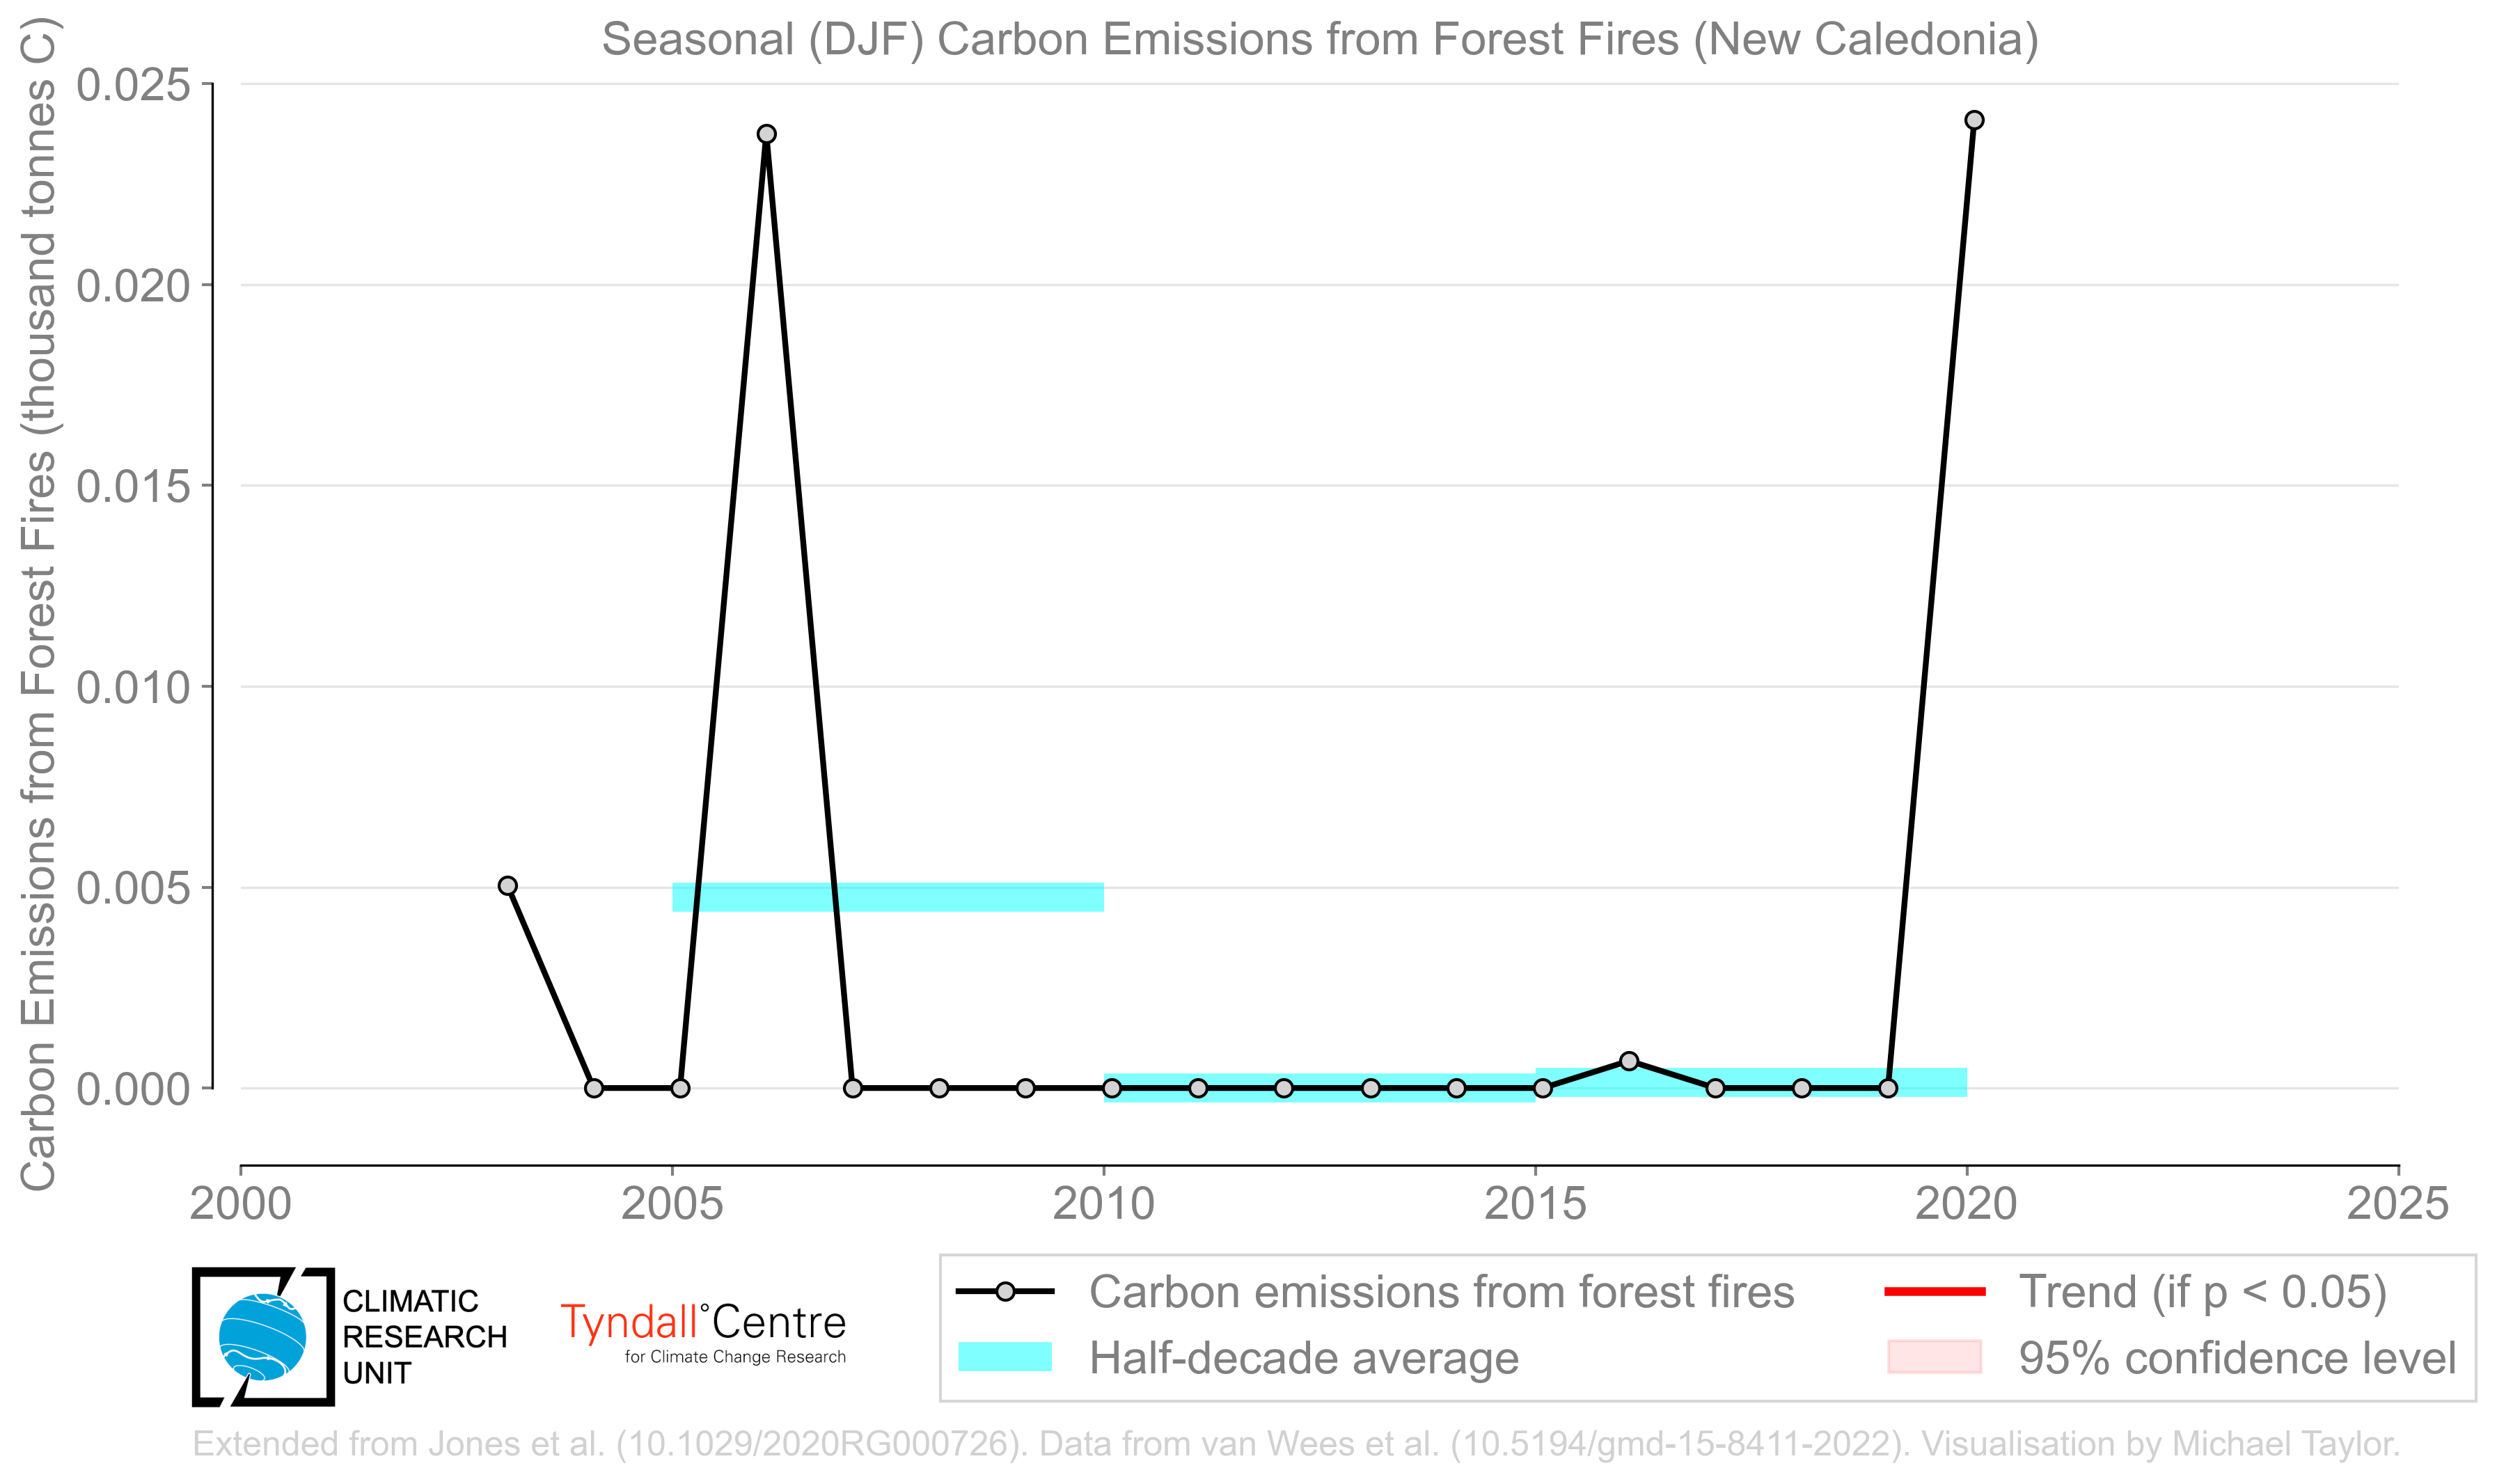 Seasonal (DJF) Carbon Emissions from Forest Fires (New Caledonia)
Carbon Emissions from Forest Fires (thousand tonnes C)
0.025
0.020
0.015
0.010
0.005
0.000
2000
2005
2010
2015
2020
2025
CLIMATIC
RESEARCH
UNIT
Tyndall°Centre
for Climate Change Research
Carbon emissions from forest fires
Half-decade average
Trend (if p < 0.05)
95% confidence level
Extended from Jones et al. (10.1029/2020RG000726). Data from van Wees et al. (10.5194/gmd-15-8411-2022). Visualisation by Michael Taylor.